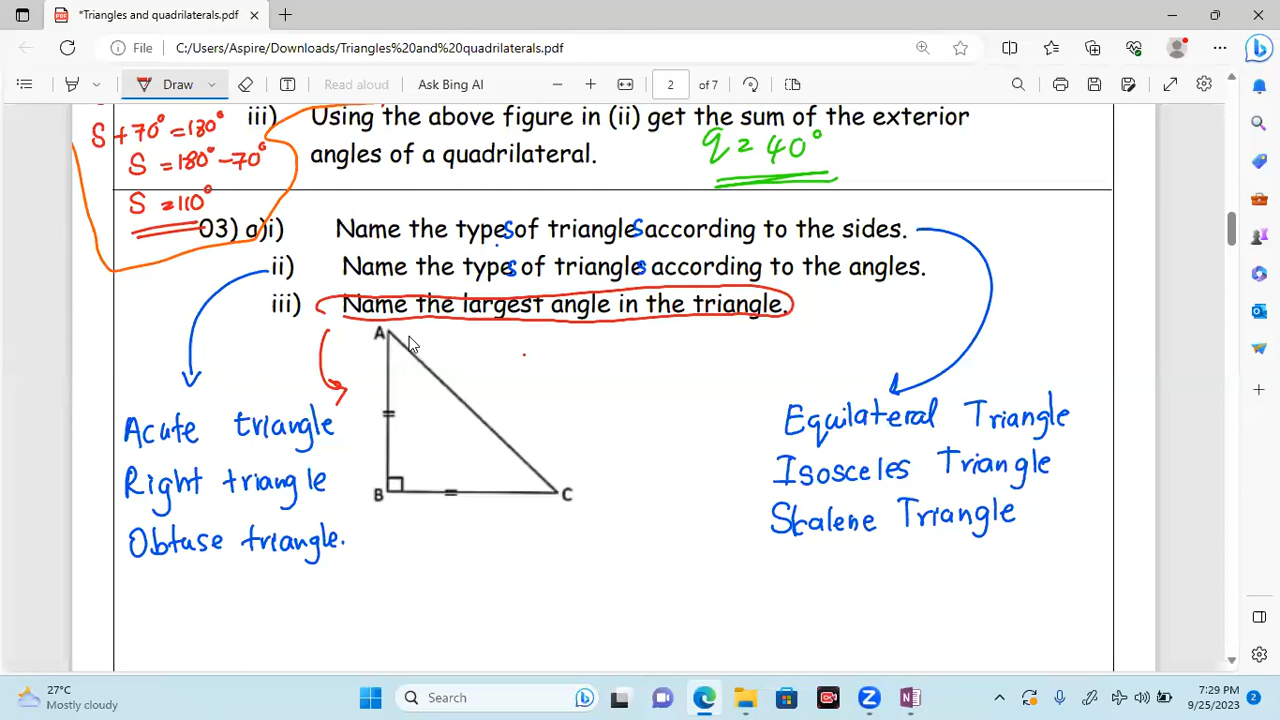 *Triangles and quadrilaterals.pdf
File
C:/Users/Aspire/Downloads/Triangles%20and%20quadrilaterals.pdf
Draw
Read aloud
Ask Bing AI
2 of 7
iii) Using the above figure in (ii) get the sum of the exterior
angles of a quadrilateral.
S + 70° = 180°
S = 180° - 70°
S = 110°
q = 40°
03) a)i) Name the types of triangles according to the sides.
ii) Name the types of triangles according to the angles.
iii) Name the largest angle in the triangle.
A
B
C
Acute triangle
Right triangle
Obtuse triangle.
Equilateral Triangle
Isosceles Triangle
Skalene Triangle
27°C
Mostly cloudy
Search
7:29 PM
9/25/2023
2